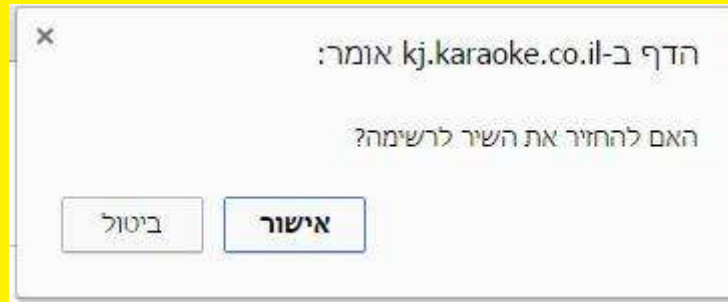 הדף ב-kj.karaoke.co.il אומר:
האם להחזיר את השיר לרשימה?
אישור
ביטול